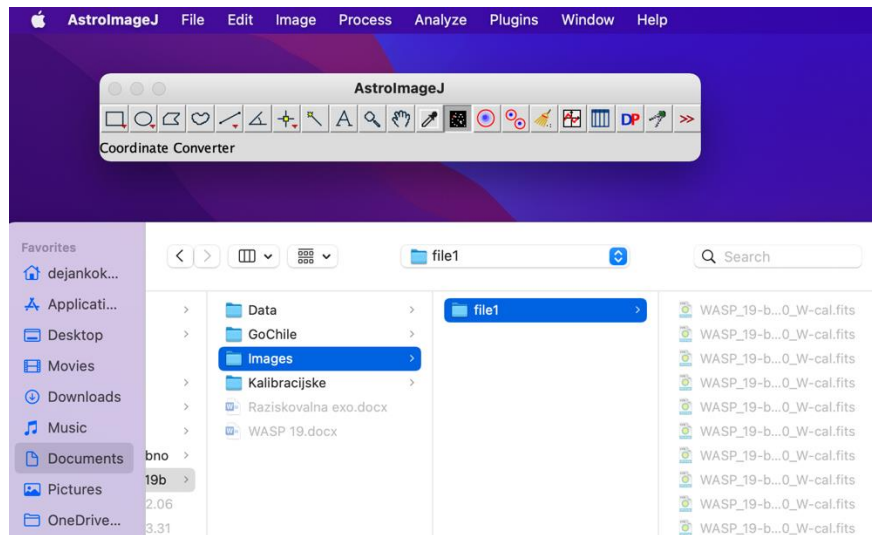 AstroImageJ File Edit Image Process Analyze Plugins Window Help
AstroImageJ
A DP >>
Coordinate Converter
Favorites
dejankok...
Applicati...
Desktop
Movies
Downloads
Music
Documents
Pictures
OneDrive...
file1
Search
bno
19b
2.06
3.31
Data
GoChile
Images
Kalibracijske
Raziskovalna exo.docx
WASP 19.docx
file1
WASP_19-b...0_W-cal.fits
WASP_19-b...0_W-cal.fits
WASP_19-b...0_W-cal.fits
WASP_19-b...0_W-cal.fits
WASP_19-b...0_W-cal.fits
WASP_19-b...0_W-cal.fits
WASP_19-b...0_W-cal.fits
WASP_19-b...0_W-cal.fits
WASP_19-b...0_W-cal.fits
WASP_19-b...0_W-cal.fits